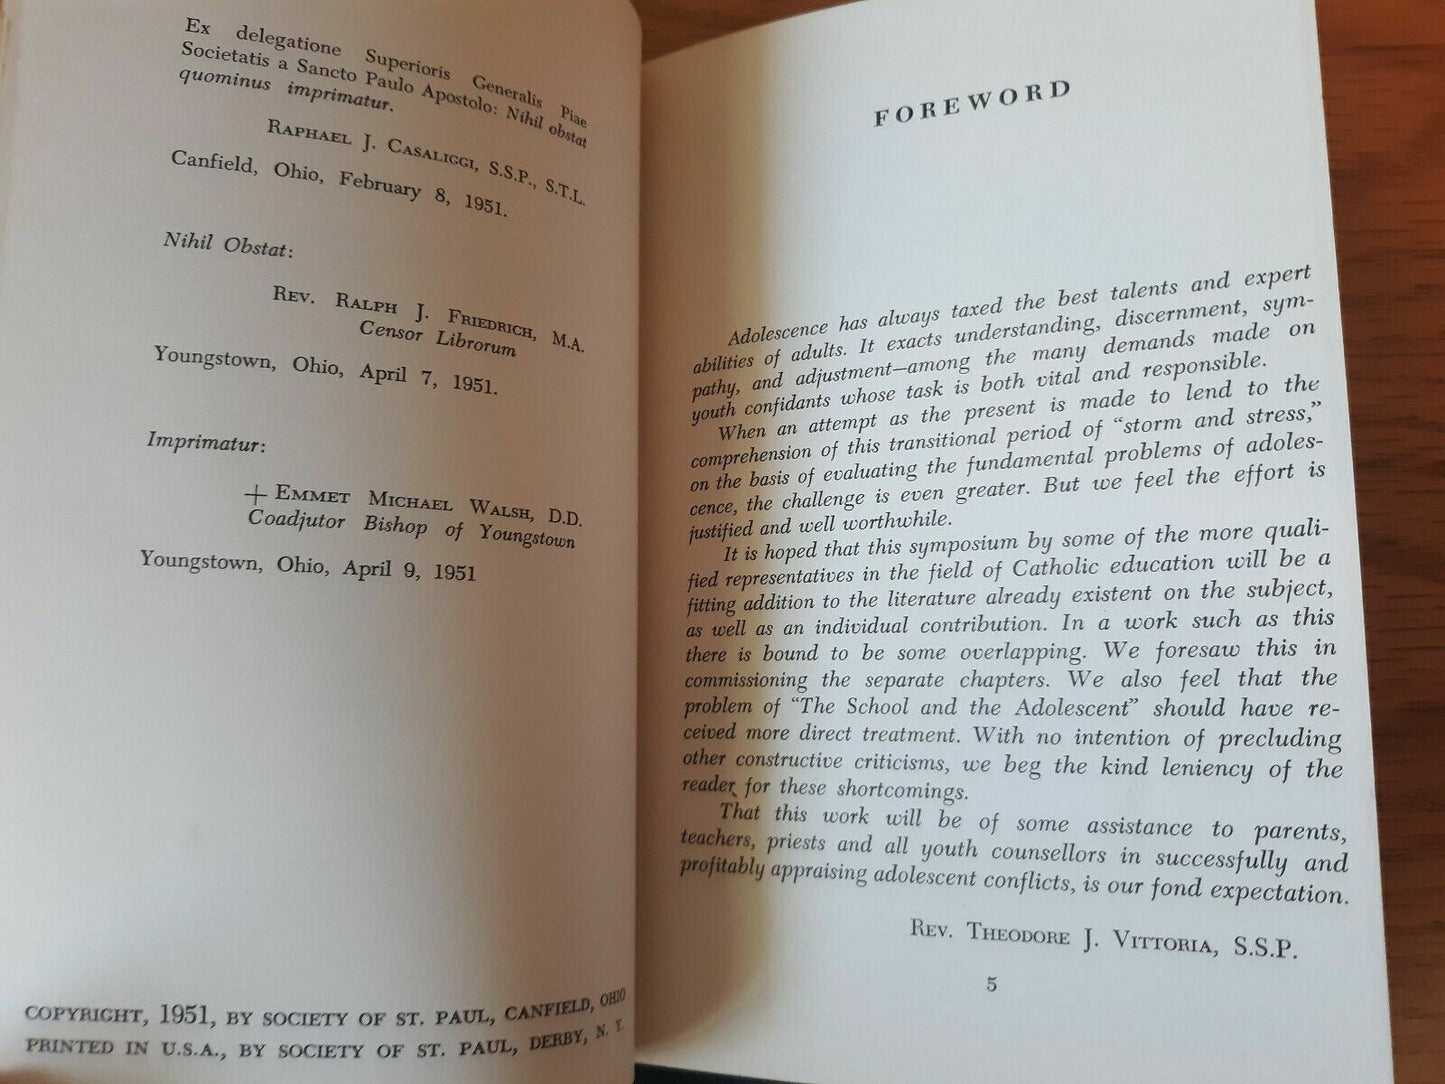 Ex delegatione Superioris Generalis Piae
Societatis a Sancto Paulo Apostolo: Nihil obstat
quominus imprimatur.
RAPHAEL J. CASALIGGI, S.S.P., S.T.L.
Canfield, Ohio, February 8, 1951.
Nihil Obstat:
REV. RALPH J. FRIEDRICH, M.A.
Censor Librorum
Youngstown, Ohio, April 7, 1951.
Imprimatur:
+ EMMET MICHAEL WALSH, D.D.
Coadjutor Bishop of Youngstown
Youngstown, Ohio, April 9, 1951
COPYRIGHT, 1951, BY SOCIETY OF ST. PAUL, CANFIELD, OHIO
PRINTED IN U.S.A., BY SOCIETY OF ST. PAUL, DERBY, N. Y.
FOREWORD
Adolescence has always taxed the best talents and expert
abilities of adults. It exacts understanding, discernment, sym-
pathy, and adjustment—among the many demands made on
youth confidants whose task is both vital and responsible.
When an attempt as the present is made to lend to the
comprehension of this transitional period of “storm and stress,”
on the basis of evaluating the fundamental problems of adoles-
cence, the challenge is even greater. But we feel the effort is
justified and well worthwhile.
It is hoped that this symposium by some of the more quali-
fied representatives in the field of Catholic education will be a
fitting addition to the literature already existent on the subject,
as well as an individual contribution. In a work such as this
there is bound to be some overlapping. We foresaw this in
commissioning the separate chapters. We also feel that the
problem of “The School and the Adolescent” should have re-
ceived more direct treatment. With no intention of precluding
other constructive criticisms, we beg the kind leniency of the
reader for these shortcomings.
That this work will be of some assistance to parents,
teachers, priests and all youth counsellors in successfully and
profitably appraising adolescent conflicts, is our fond expectation.
REV. THEODORE J. VITTORIA, S.S.P.
5